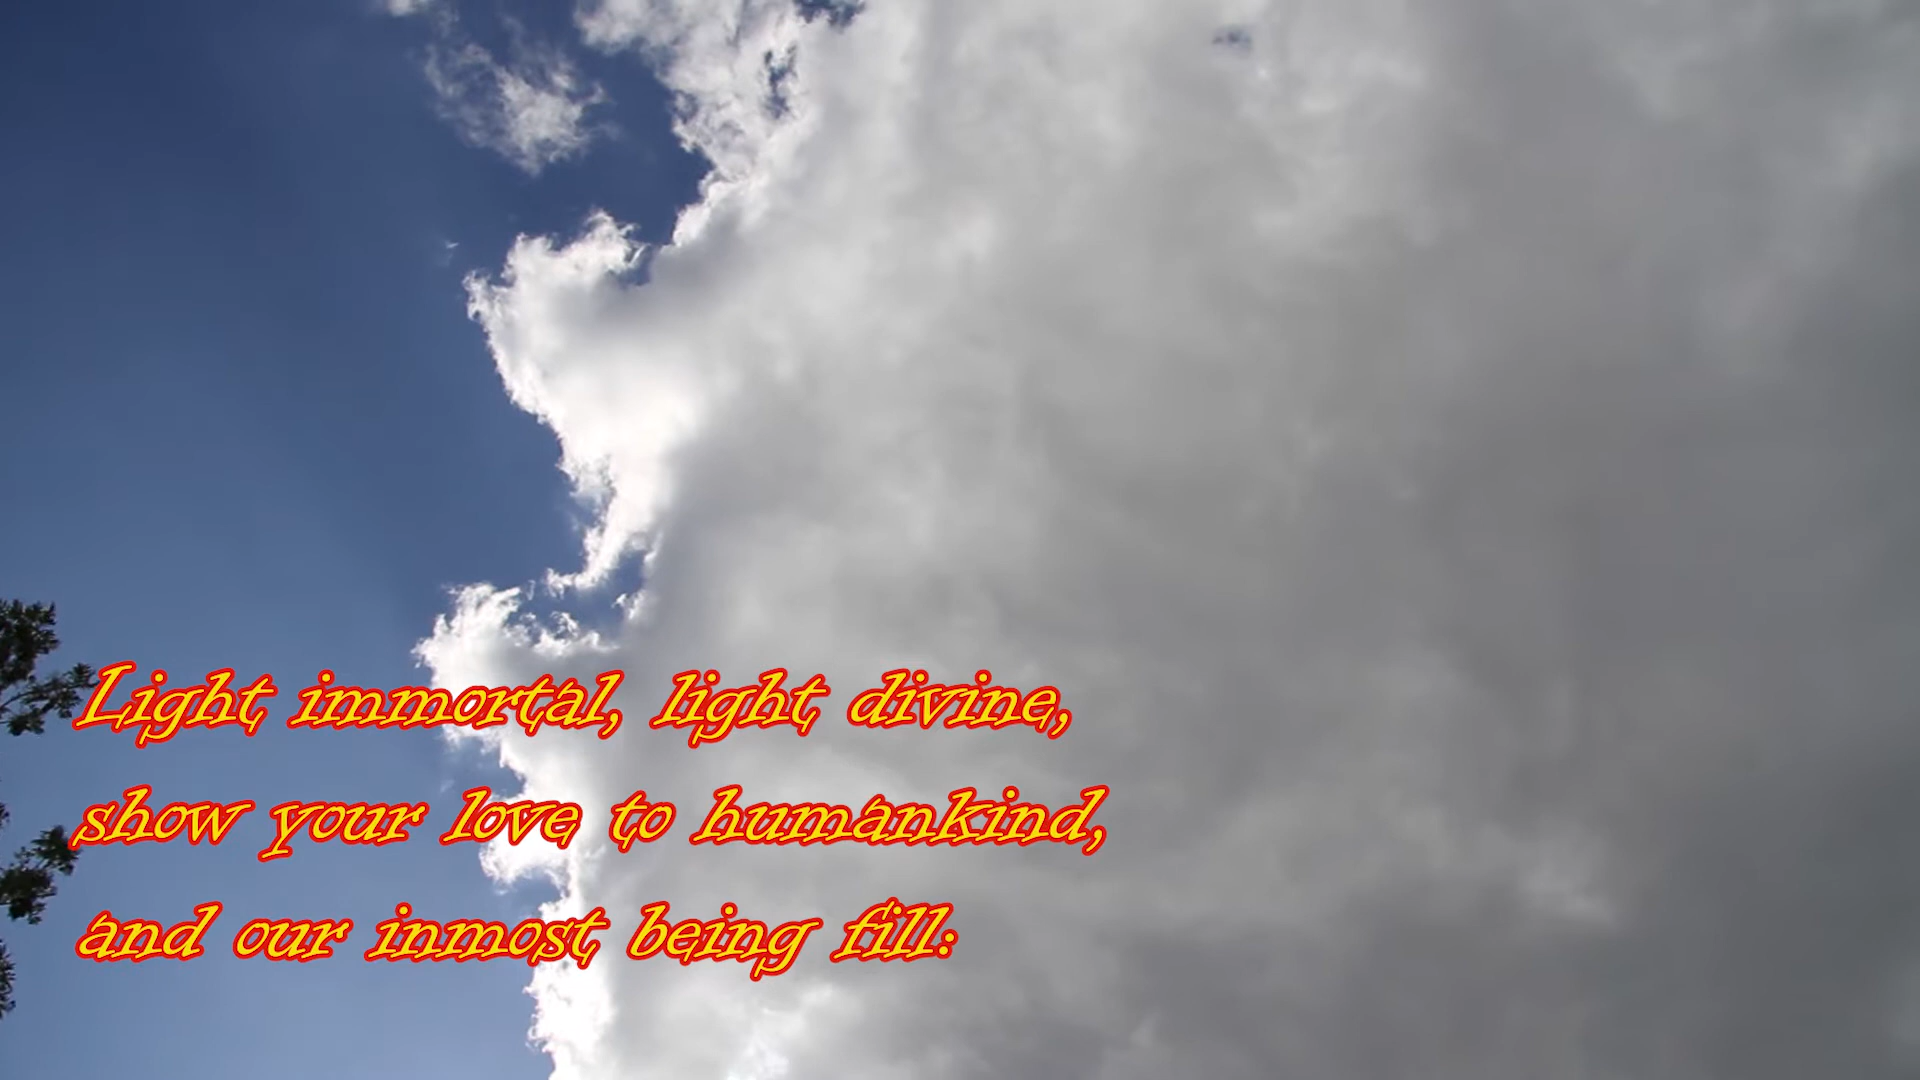 Light immortal, light divine,
show your love to humankind,
and our inmost being fill: